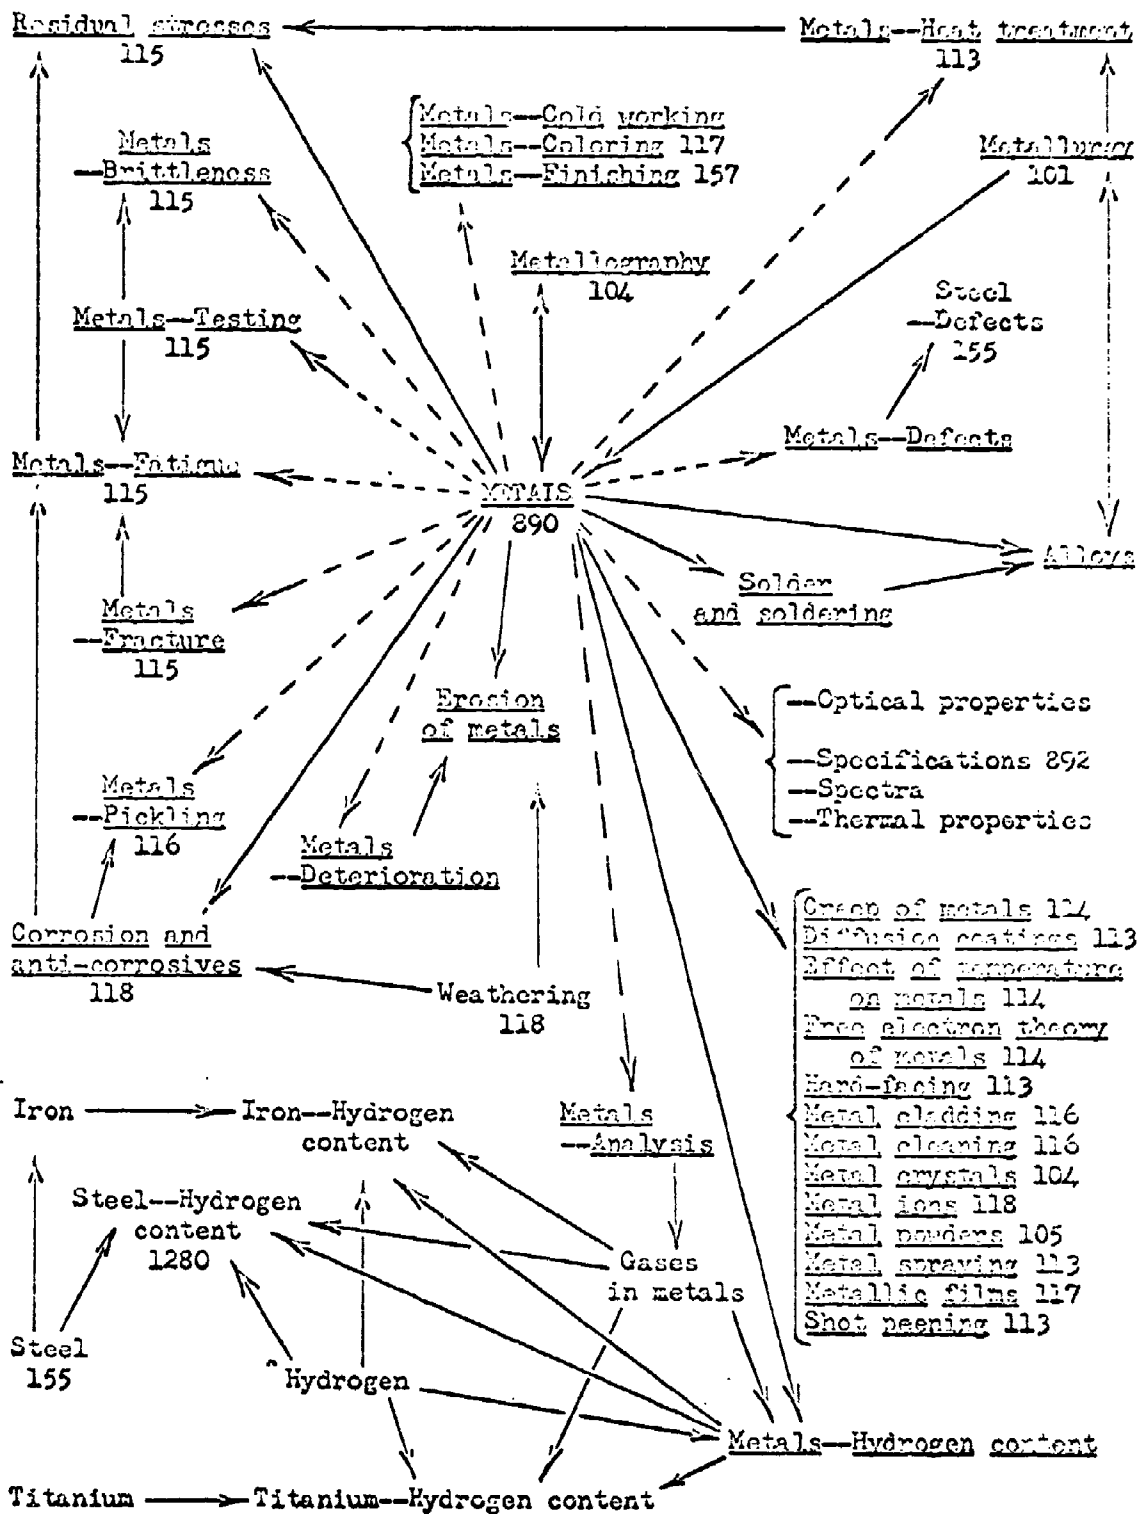 Residual stresses
115
Metals--Heat treatment
113
Metals--Cold working
Metals--Coloring 117
Metals--Finishing 157
Metals
--Brittleness
115
Metallurgy
101
Metallography
104
Steel
--Defects
155
Metals--Testing
115
Metals--Defects
Metals--Fatigue
115
METALS
890
Alloys
Solder
and soldering
Metals
--Fracture
115
Erosion
of metals
--Optical properties
--Specifications 892
--Spectra
--Thermal properties
Metals
--Pickling
116
Metals
--Deterioration
Corrosion and
anti-corrosives
118
Weathering
118
Creep of metals 114
Diffusion coatings 113
Effect of temperature
on metals 114
Free electron theory
of metals 114
Hard-facing 113
Metal cladding 116
Metal cleaning 116
Metal crystals 104
Metal ions 118
Metal powders 105
Metal spraying 113
Metallic films 117
Shot peening 113
Iron
Iron--Hydrogen
content
Metals
--Analysis
Steel--Hydrogen
content
1280
Gases
in metals
Steel
155
Hydrogen
Metals--Hydrogen content
Titanium
Titanium--Hydrogen content